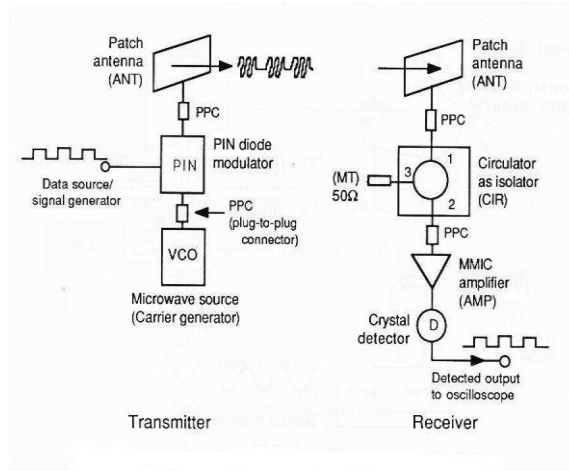 Patch
antenna
(ANT)
PPC
PIN
PIN diode
modulator
Data source/
signal generator
PPC
(plug-to-plug
connector)
VCO
Microwave source
(Carrier generator)
Transmitter
Patch
antenna
(ANT)
PPC
1
3
2
(MT)
50Ω
Circulator
as isolator
(CIR)
PPC
MMIC
amplifier
(AMP)
Crystal
detector
D
Detected output
to oscilloscope
Receiver